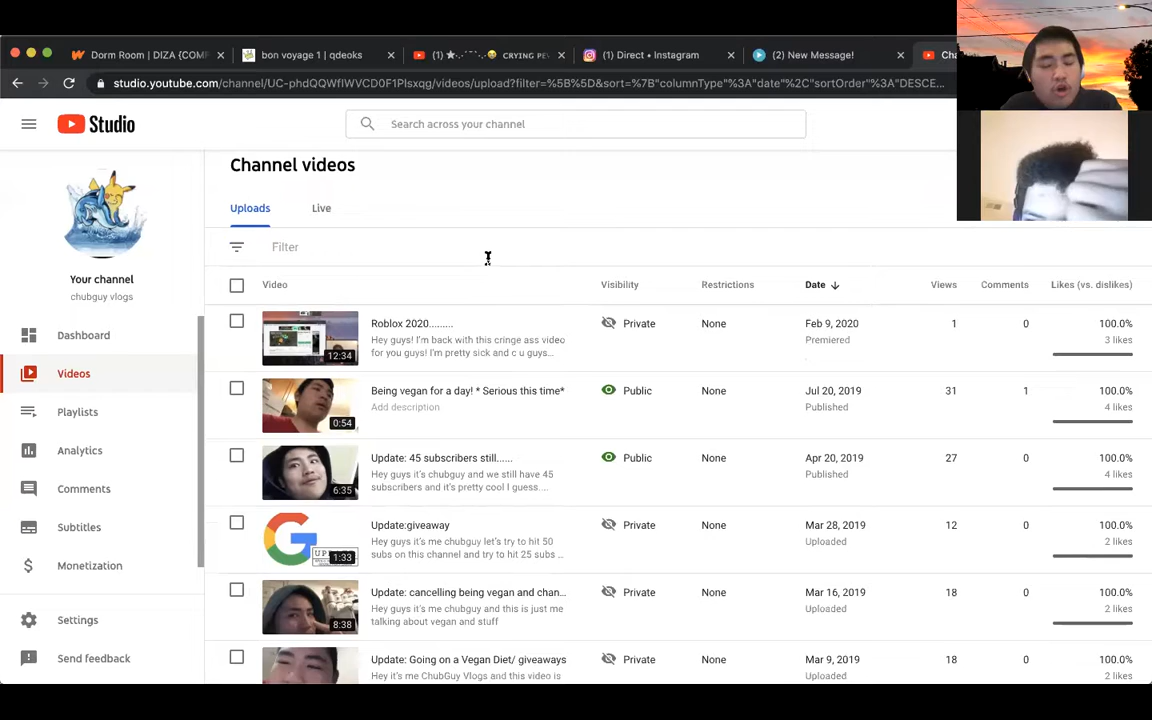 Dorm Room | DIZA {COMP
bon voyage 1 | qdeoks
(1) ★ CRYING
(1) Direct • Instagram
(2) New Message!
Cha
studio.youtube.com/channel/UC-phdQQWflWVCD0F1PIsxqg/videos/upload?filter=%5B%5D&sort=%7B"columnType"%3A"date"%2C"sortOrder"%3A"DESCE...
Studio
Search across your channel
Channel videos
Uploads
Live
Filter
Your channel
chubguy vlogs
Dashboard
Videos
Playlists
Analytics
Comments
Subtitles
Monetization
Settings
Send feedback
Video Visibility Restrictions Date Views Comments Likes (vs. dislikes)
Roblox 2020......... Private None Feb 9, 2020 1 0 100.0%
Hey guys! I'm back with this cringe ass video Premiered 3 likes
for you guys! I'm pretty sick and c u guys...
12:34
Being vegan for a day! * Serious this time* Public None Jul 20, 2019 31 1 100.0%
Add description Published 4 likes
0:54
Update: 45 subscribers still...... Public None Apr 20, 2019 27 0 100.0%
Hey guys it's chubguy and we still have 45 Published 4 likes
subscribers and it's pretty cool I guess....
6:35
Update:giveaway Private None Mar 28, 2019 12 0 100.0%
Hey guys it's me chubguy let's try to hit 50 Uploaded 2 likes
subs on this channel and try to hit 25 subs ..
1:33
Update: cancelling being vegan and chan... Private None Mar 16, 2019 18 0 100.0%
Hey guys it's me chubguy and this is just me Uploaded 2 likes
talking about vegan and stuff
8:38
Update: Going on a Vegan Diet/ giveaways Private None Mar 9, 2019 18 0 100.0%
Hey it's me ChubGuy Vlogs and this video is Uploaded 2 likes